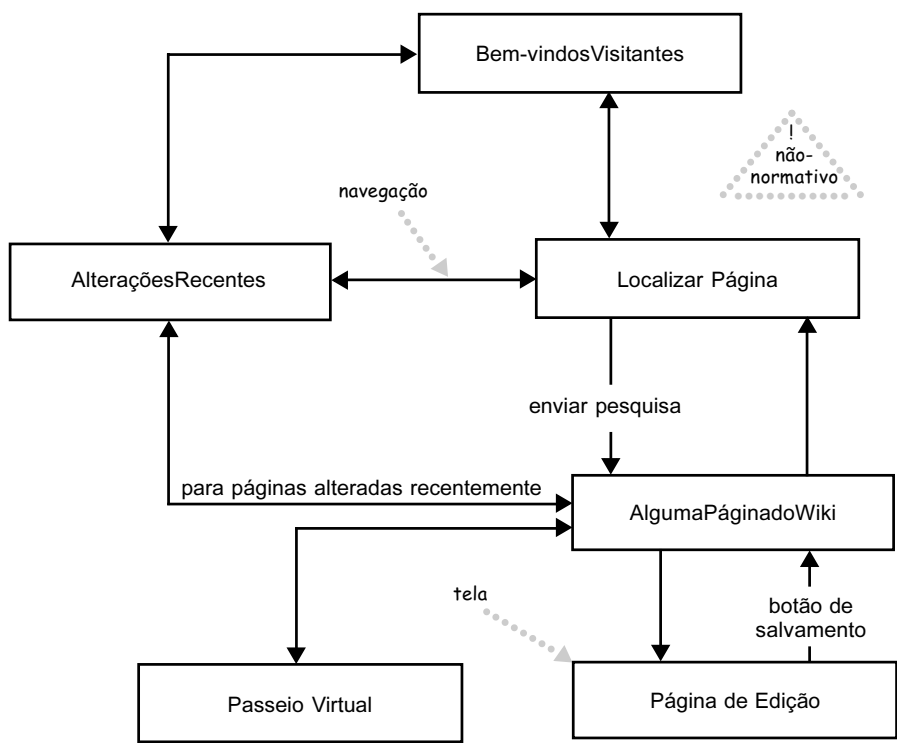 Bem-vindosVisitantes
!
não-
normativo
navegação
AlteraçõesRecentes
Localizar Página
enviar pesquisa
para páginas alteradas recentemente
AlgumaPáginadoWiki
tela
botão de
salvamento
Passeio Virtual
Página de Edição